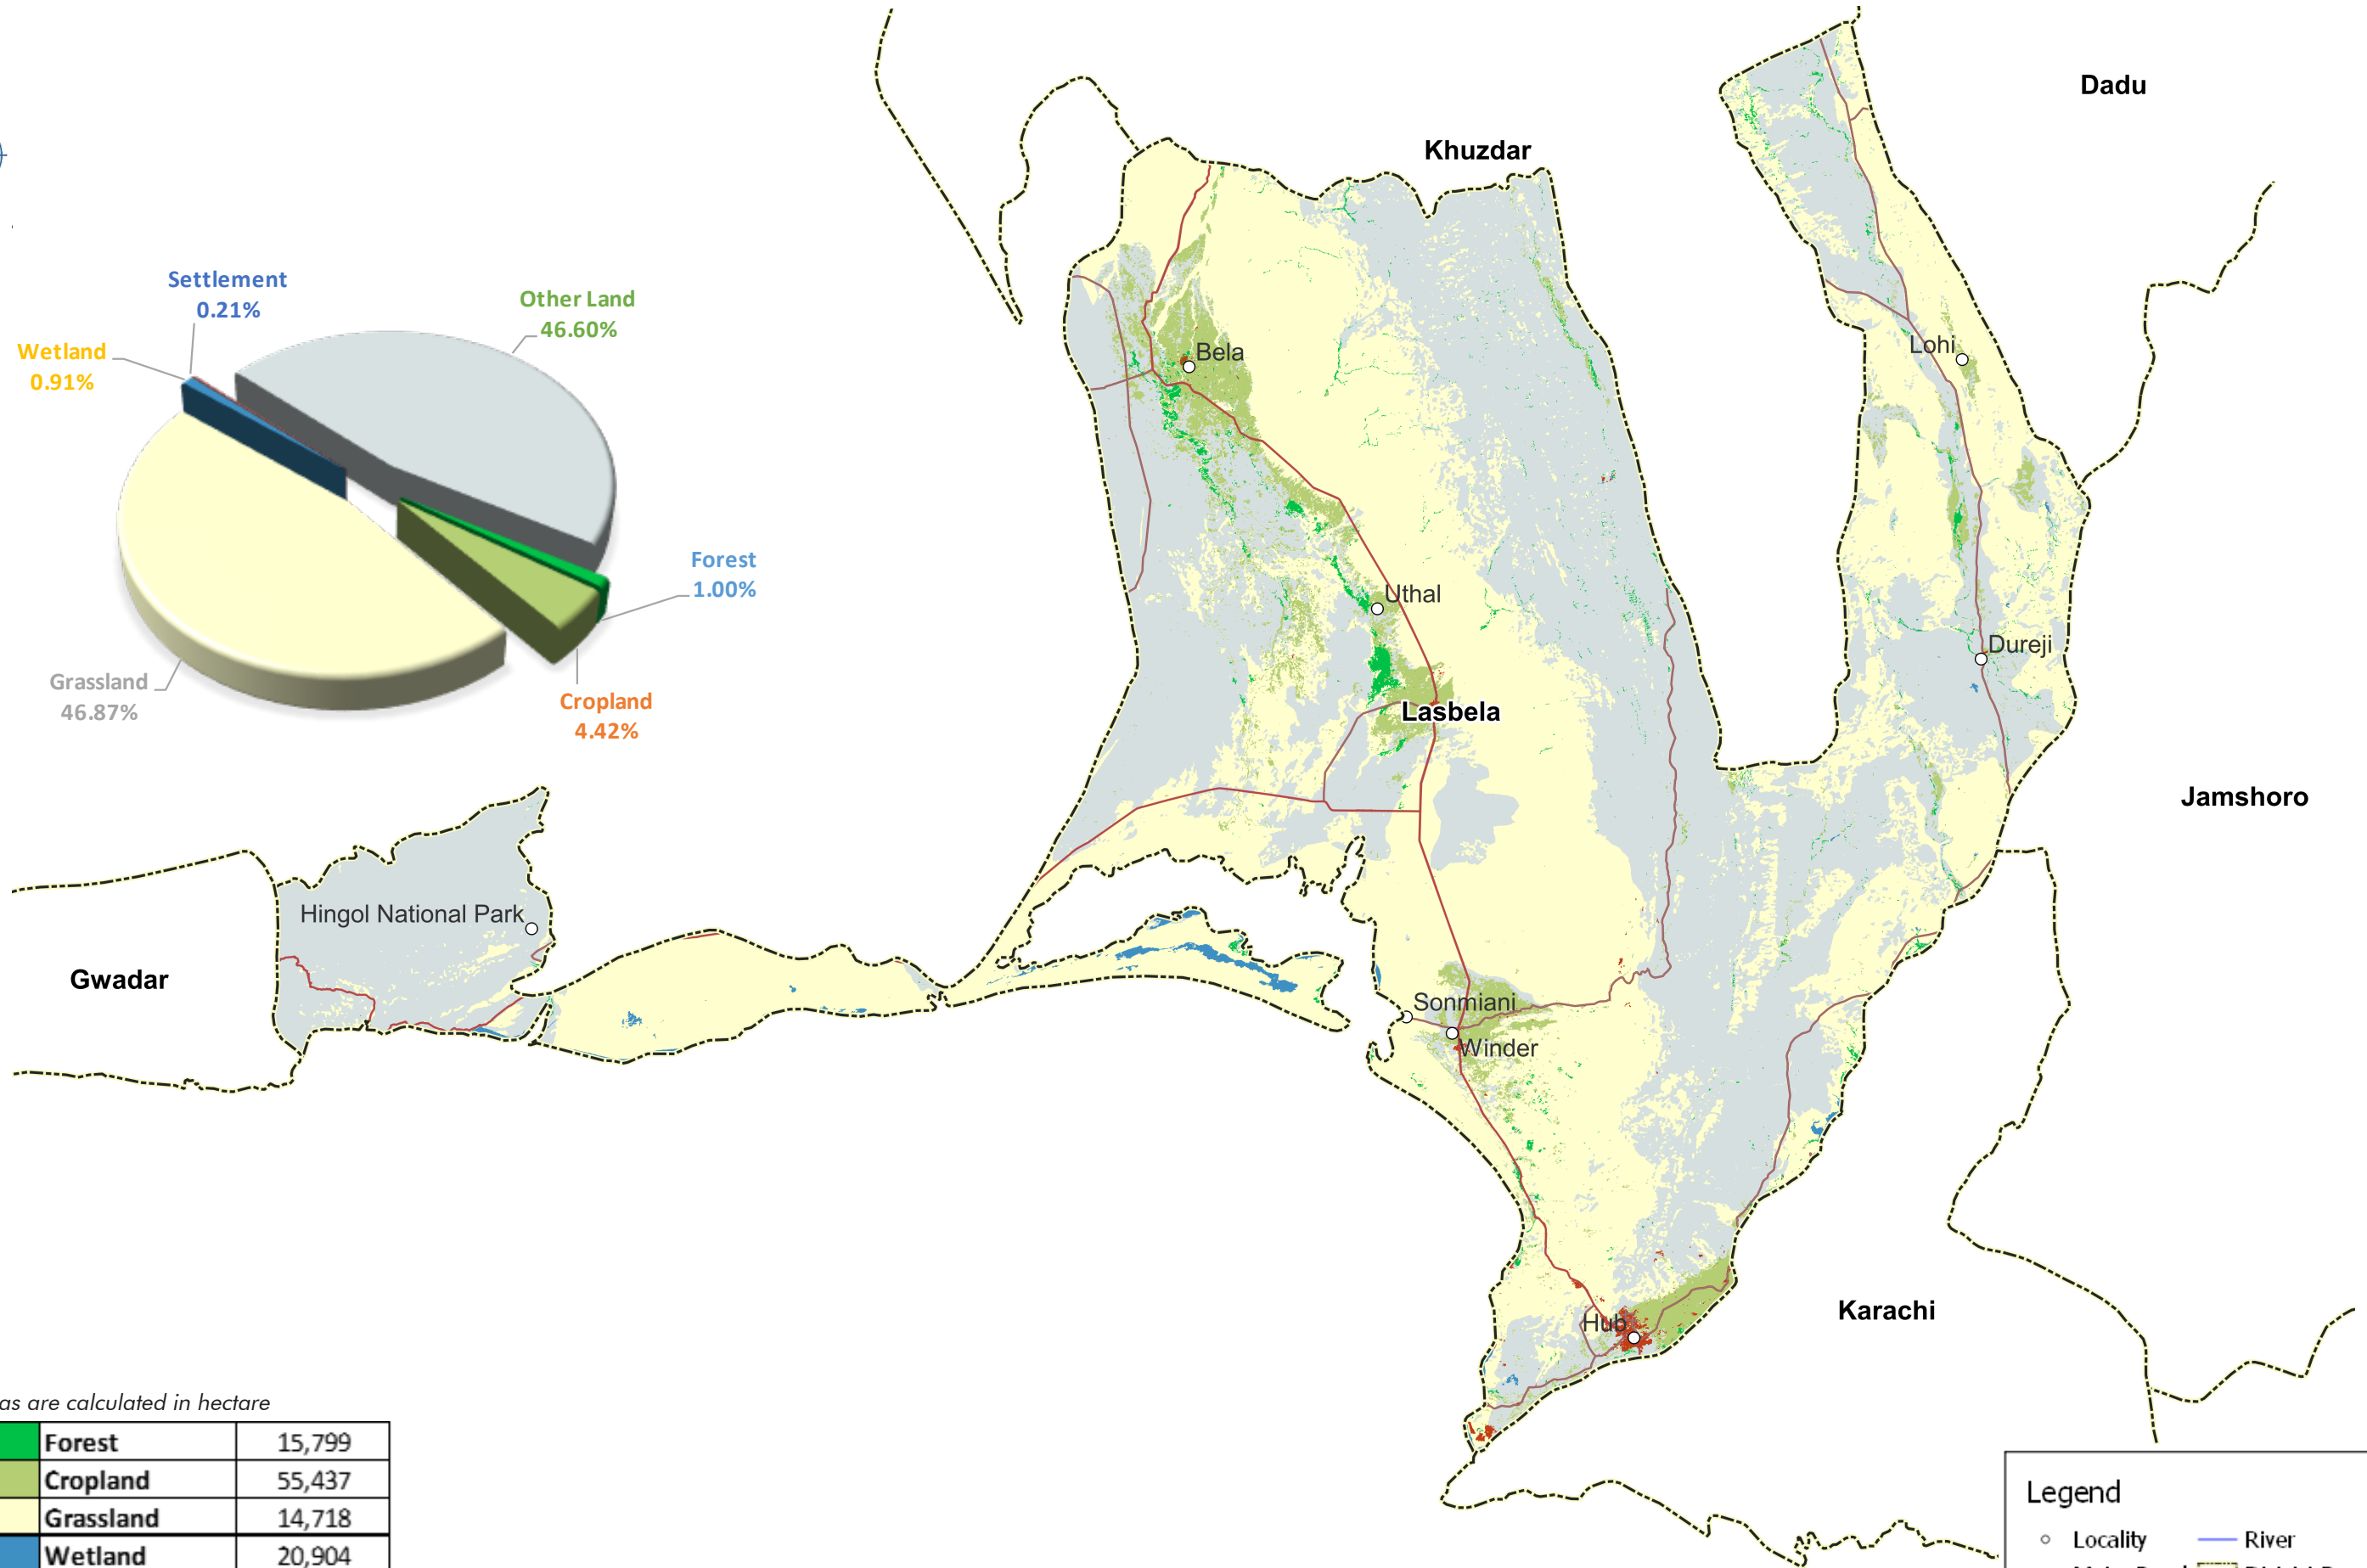 Dadu
Khuzdar
Settlement
0.21%
Other Land
46.60%
Wetland
0.91%
Bela
Lohi
Forest
1.00%
Uthal
Dureji
Grassland
46.87%
Cropland
4.42%
Lasbela
Jamshoro
Hingol National Park
Gwadar
Sonmiani
Winder
Karachi
Hub
as are calculated in hectare
Forest 15,799
Cropland 55,437
Grassland 14,718
Wetland 20,904
Legend
Locality
River